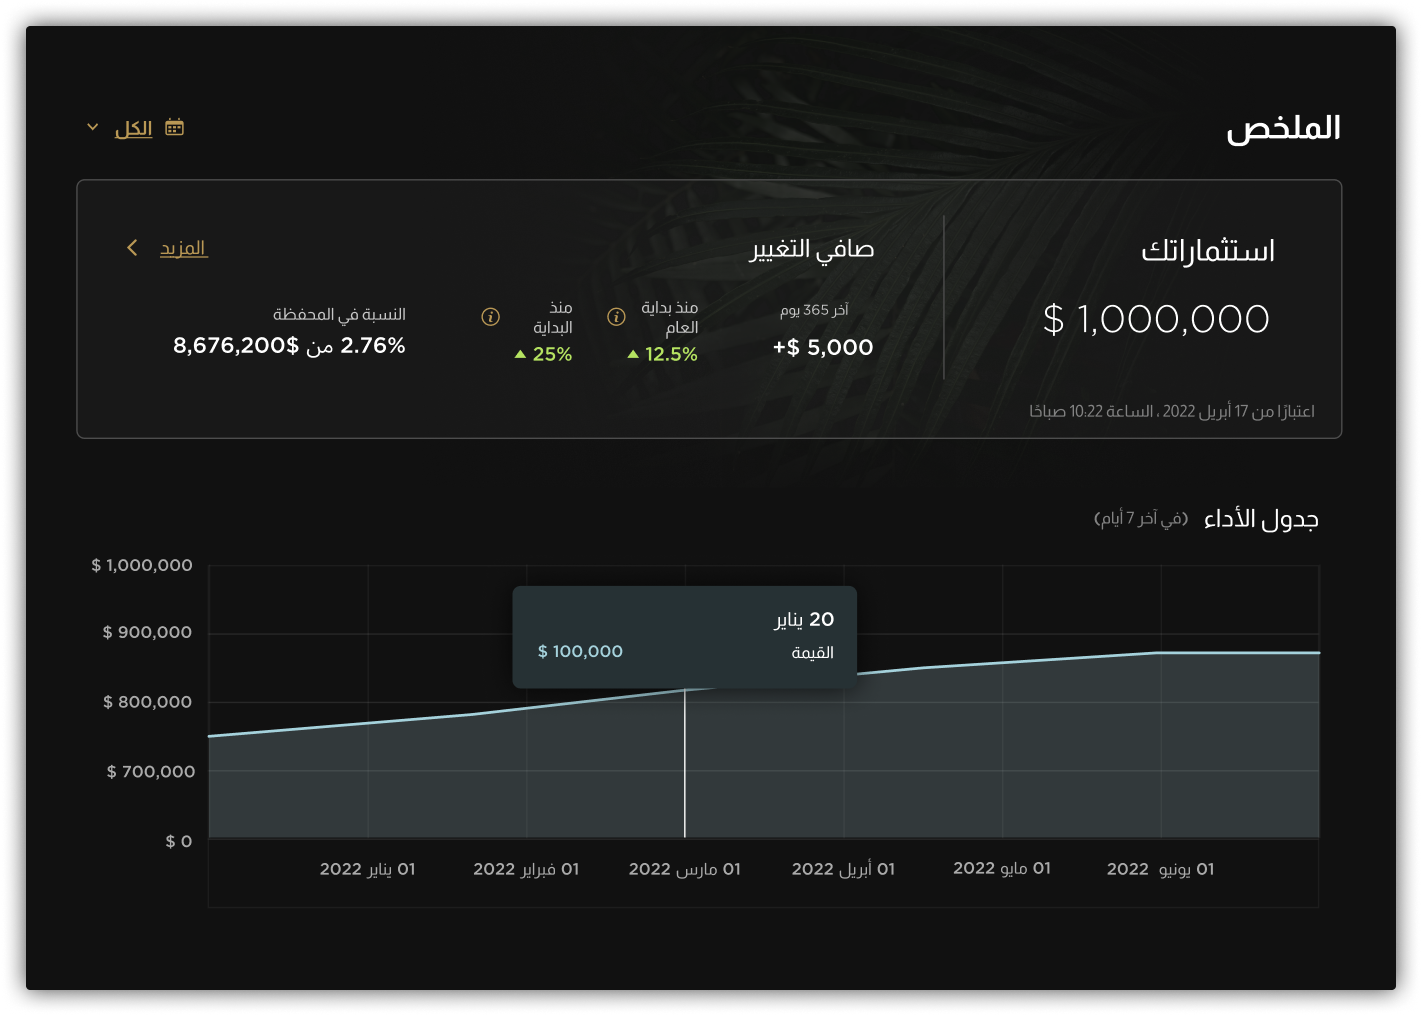 الملخص
الكل
استثماراتك
$ 1,000,000
اعتبارًا من 17 أبريل 2022 ، الساعة 10:22 صباحًا
صافي التغيير
المزيد
آخر 365 يوم
+$ 5,000
منذ بداية
العام
12.5%
منذ
البداية
25%
النسبة في المحفظة
2.76% من $8,676,200
جدول الأداء (في آخر 7 أيام)
$ 1,000,000
$ 900,000
$ 800,000
$ 700,000
$ 0
20 يناير
القيمة $ 100,000
01 يناير 2022
01 فبراير 2022
01 مارس 2022
01 أبريل 2022
01 مايو 2022
01 يونيو 2022